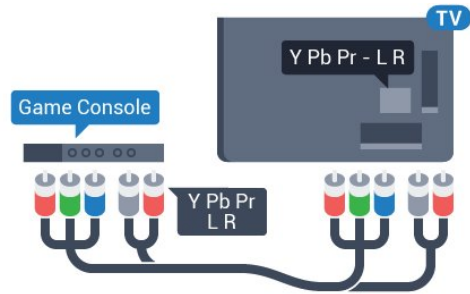 TV
Y Pb Pr - L R
Game Console
Y Pb Pr
L R